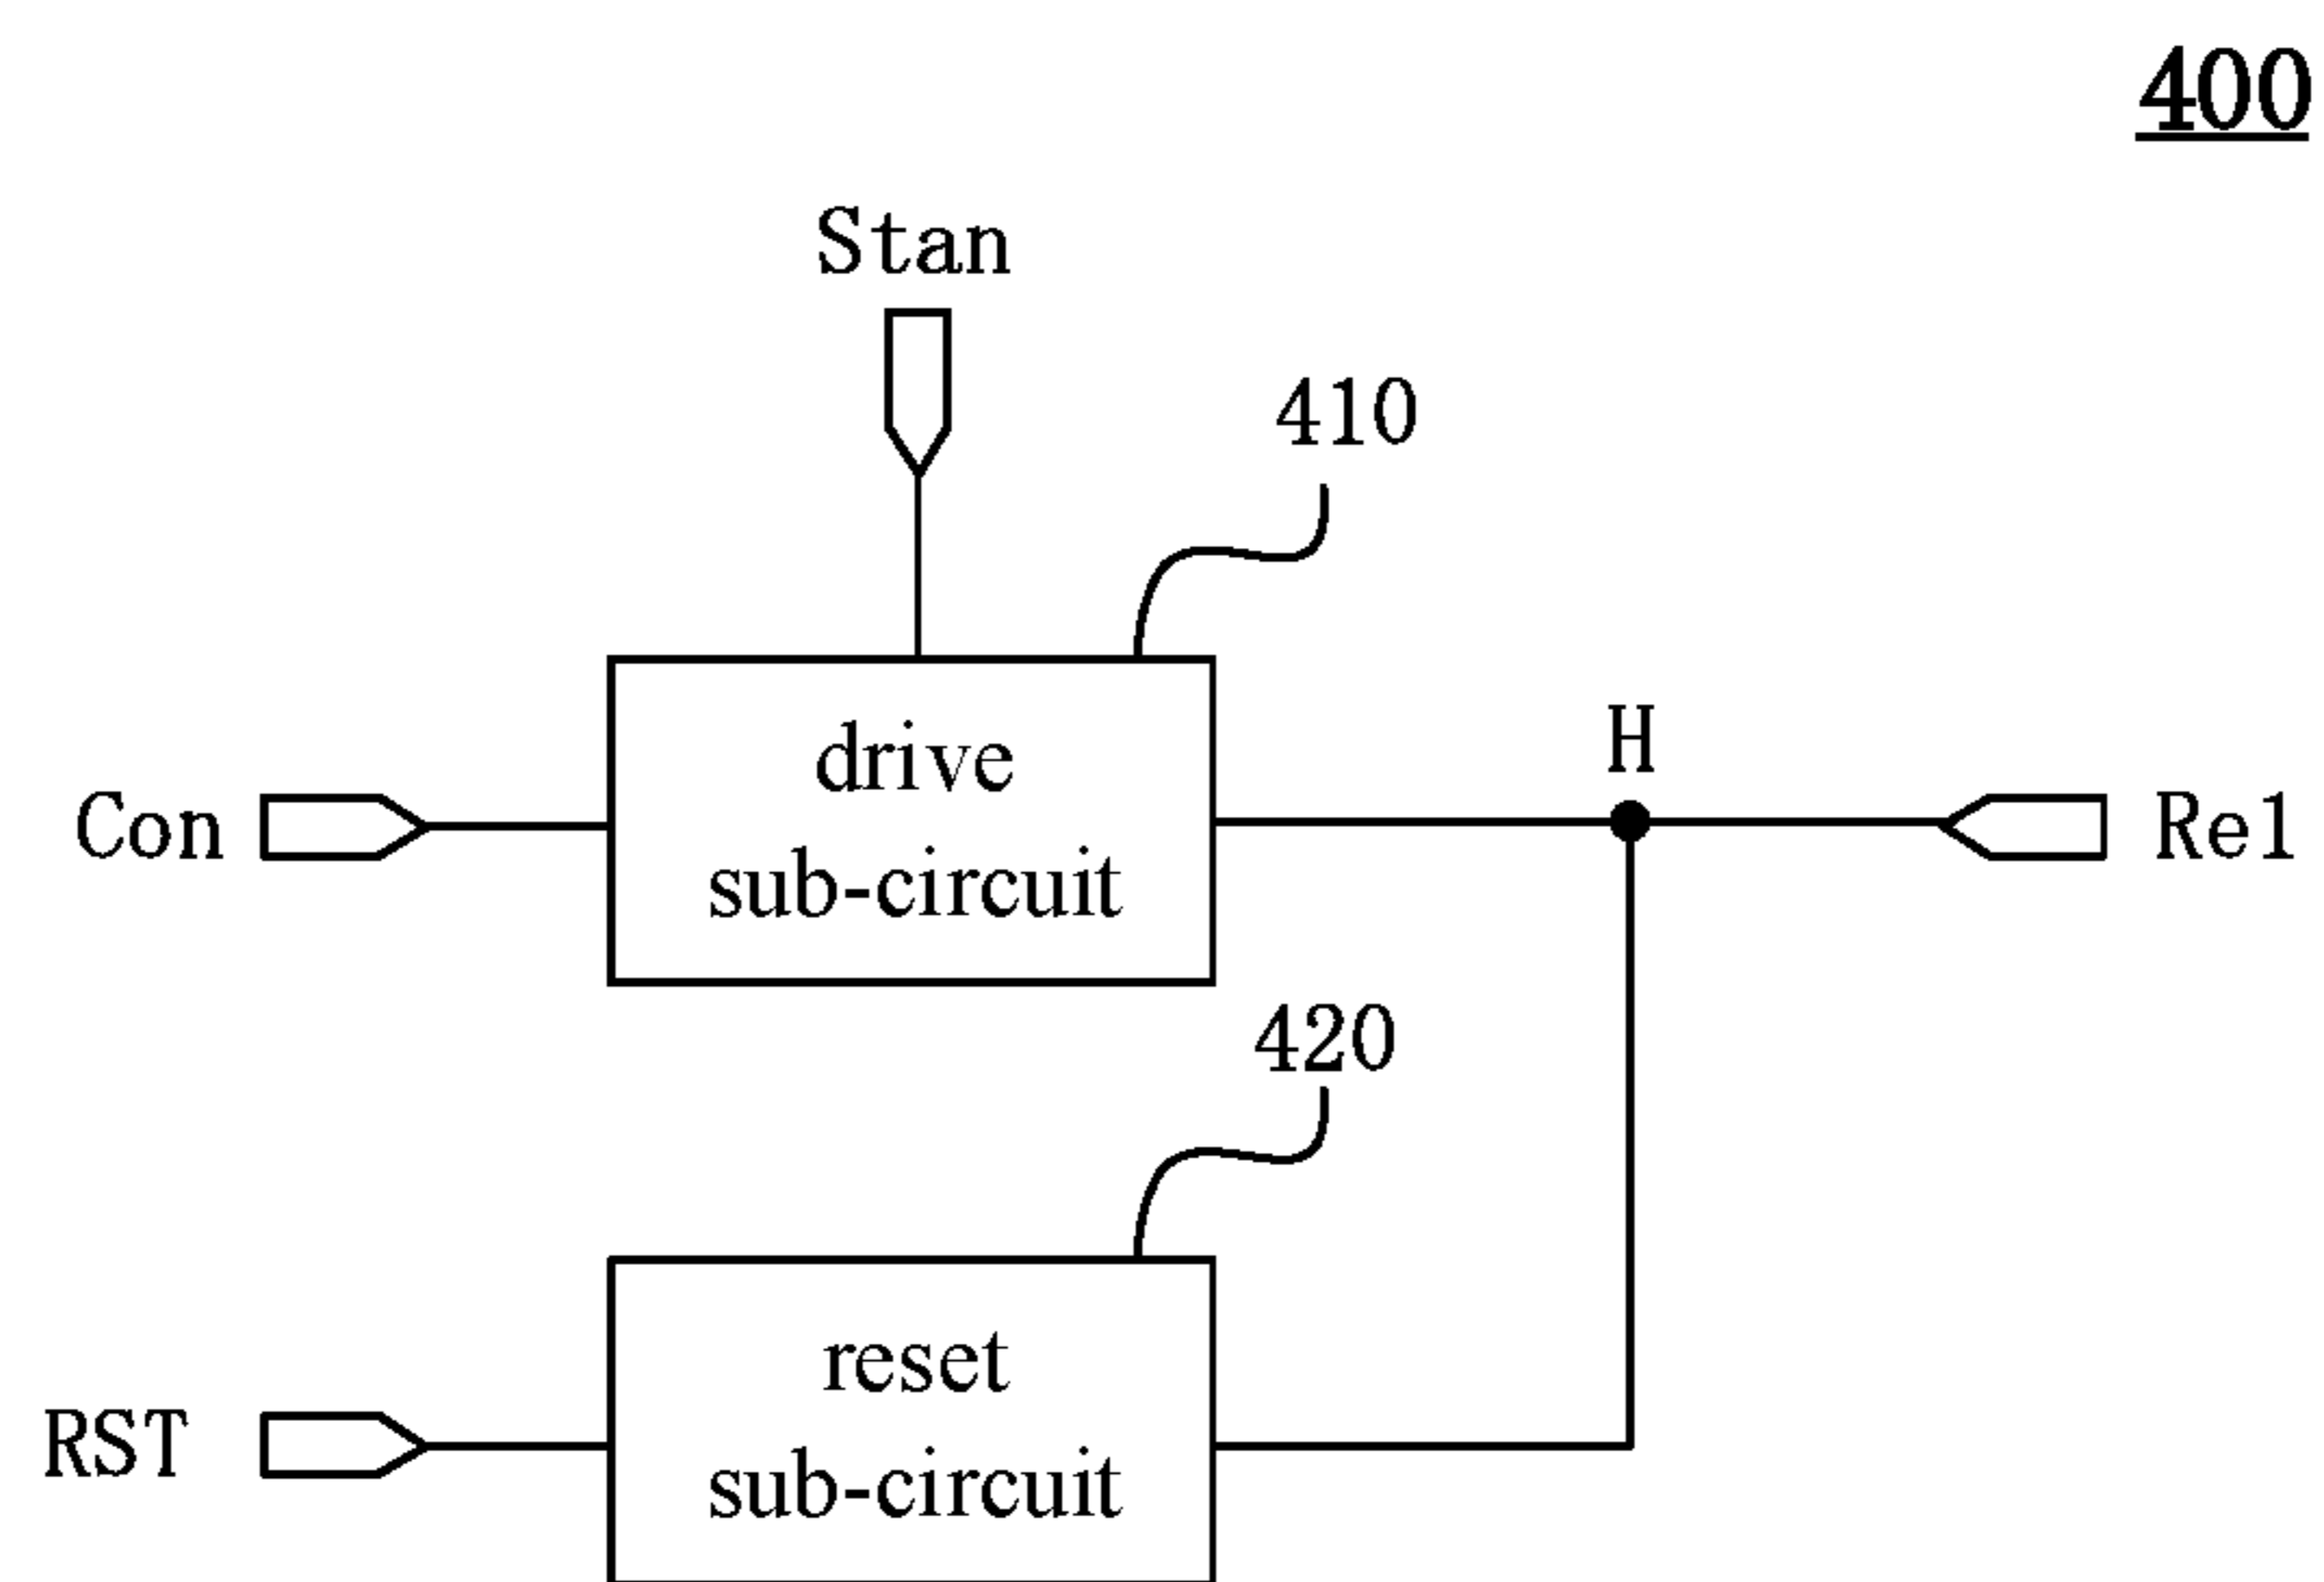 400
Stan
410
drive
sub-circuit
H
Con
Re1
420
reset
sub-circuit
RST